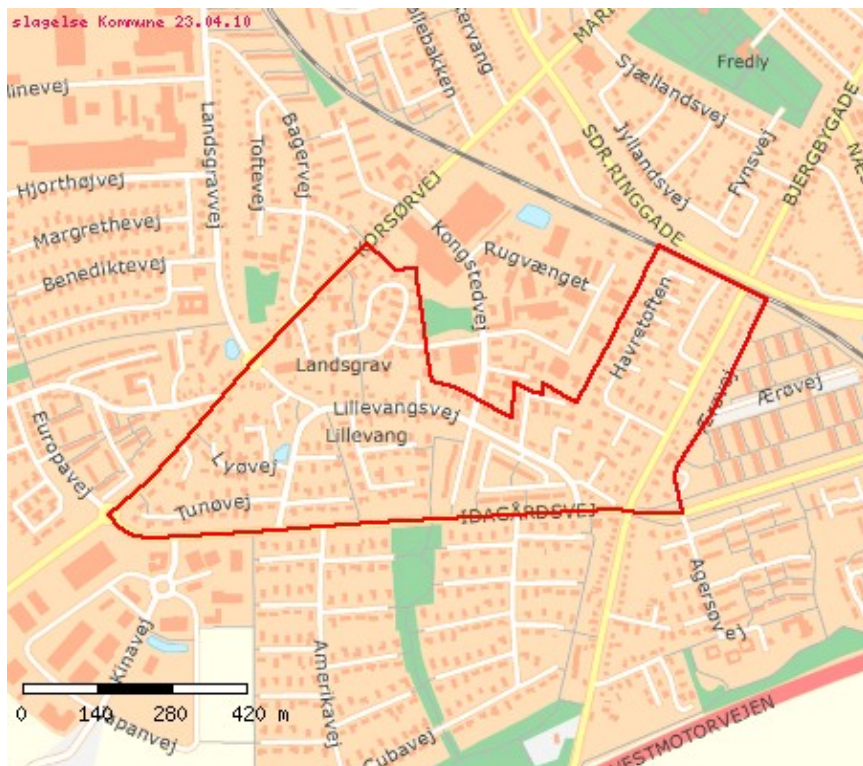 slagelse Kommune 23.04.10
Fredly
Sjællandsvej
Landsgravvej
Bagervej
Toftevej
SDR.RINGGADE
Jyllandsvej
Fynsvej
BJERGBYGADE
Hjorthøjvej
Margrethevej
Benediktevej
KORSØRVEJ
Kongstedvej
Rugvænget
Havretoften
Landsgrav
Lillevangsvej
Lillevang
Ærøvej
Europavej
Lyøvej
Tunøvej
IDAGÅRDSVEJ
Agersøvej
Kinavej
Amerikavej
Cubavej
VESTMOTORVEJEN
0 140 280 420 m